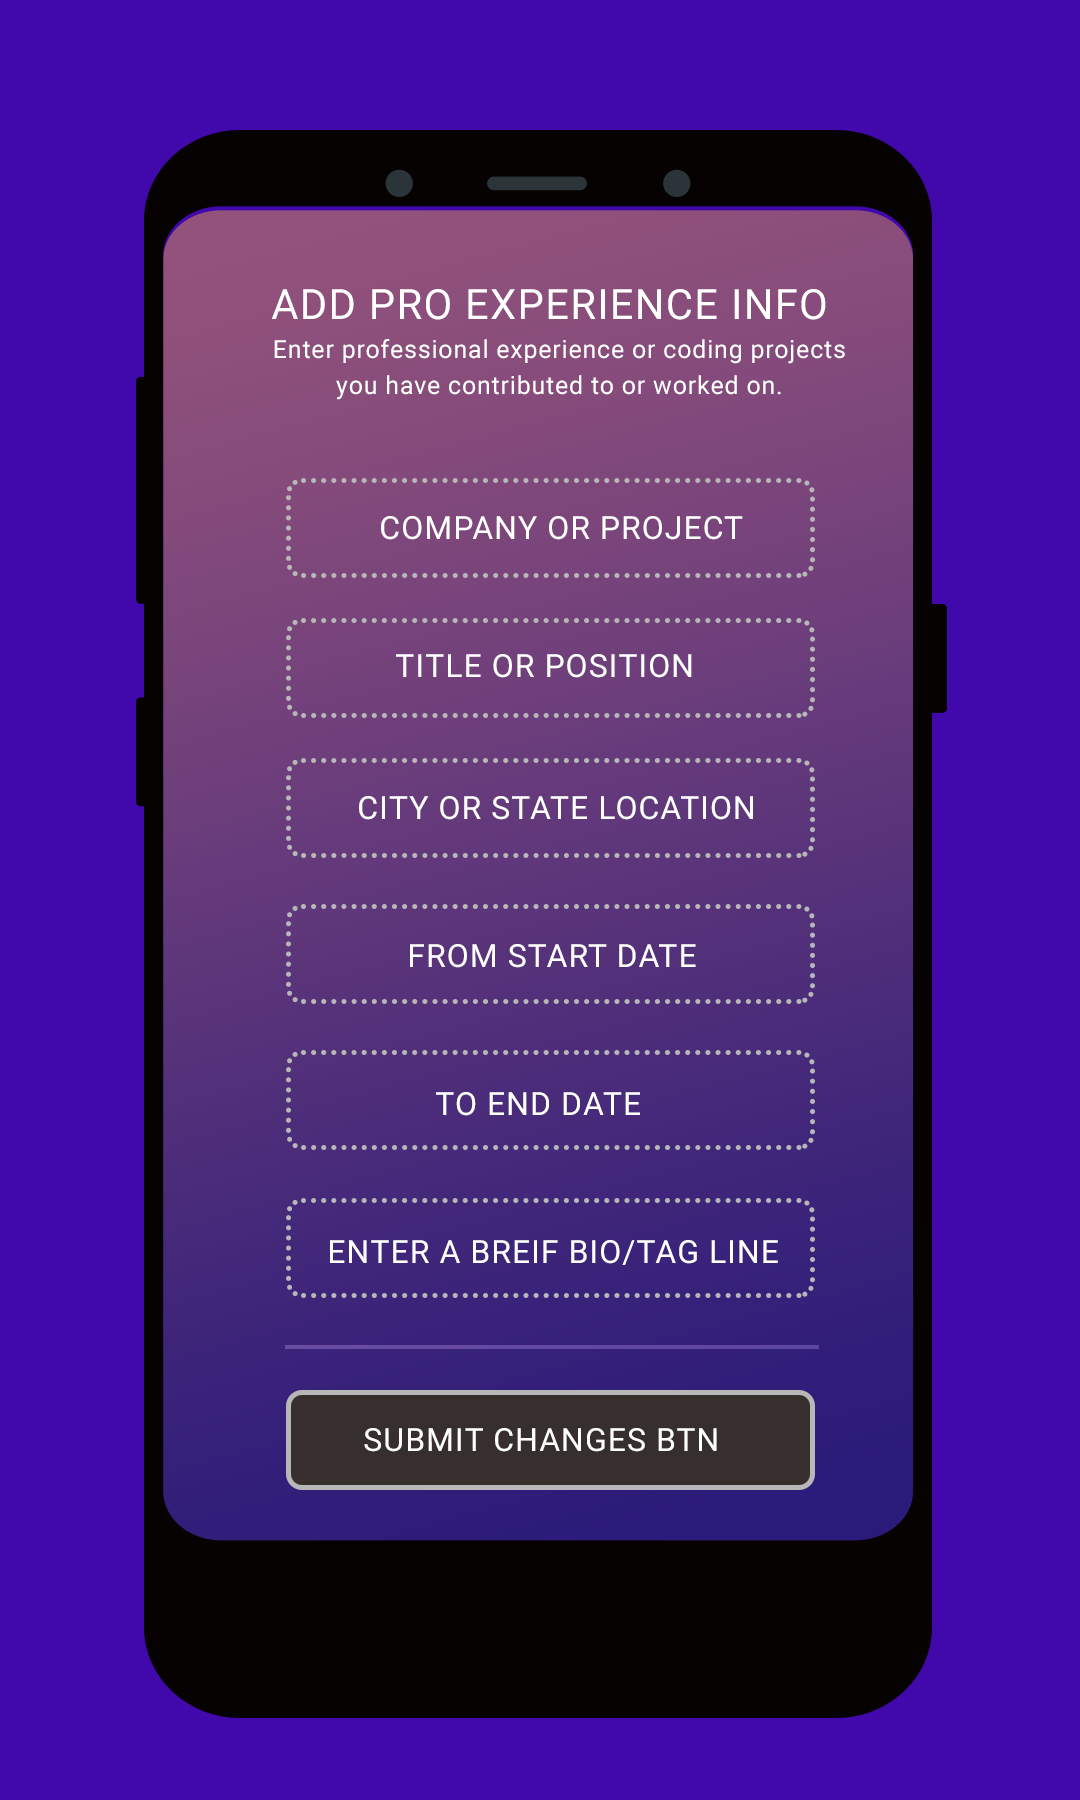 ADD PRO EXPERIENCE INFO
Enter professional experience or coding projects
you have contributed to or worked on.
COMPANY OR PROJECT
TITLE OR POSITION
CITY OR STATE LOCATION
FROM START DATE
TO END DATE
ENTER A BREIF BIO/TAG LINE
SUBMIT CHANGES BTN